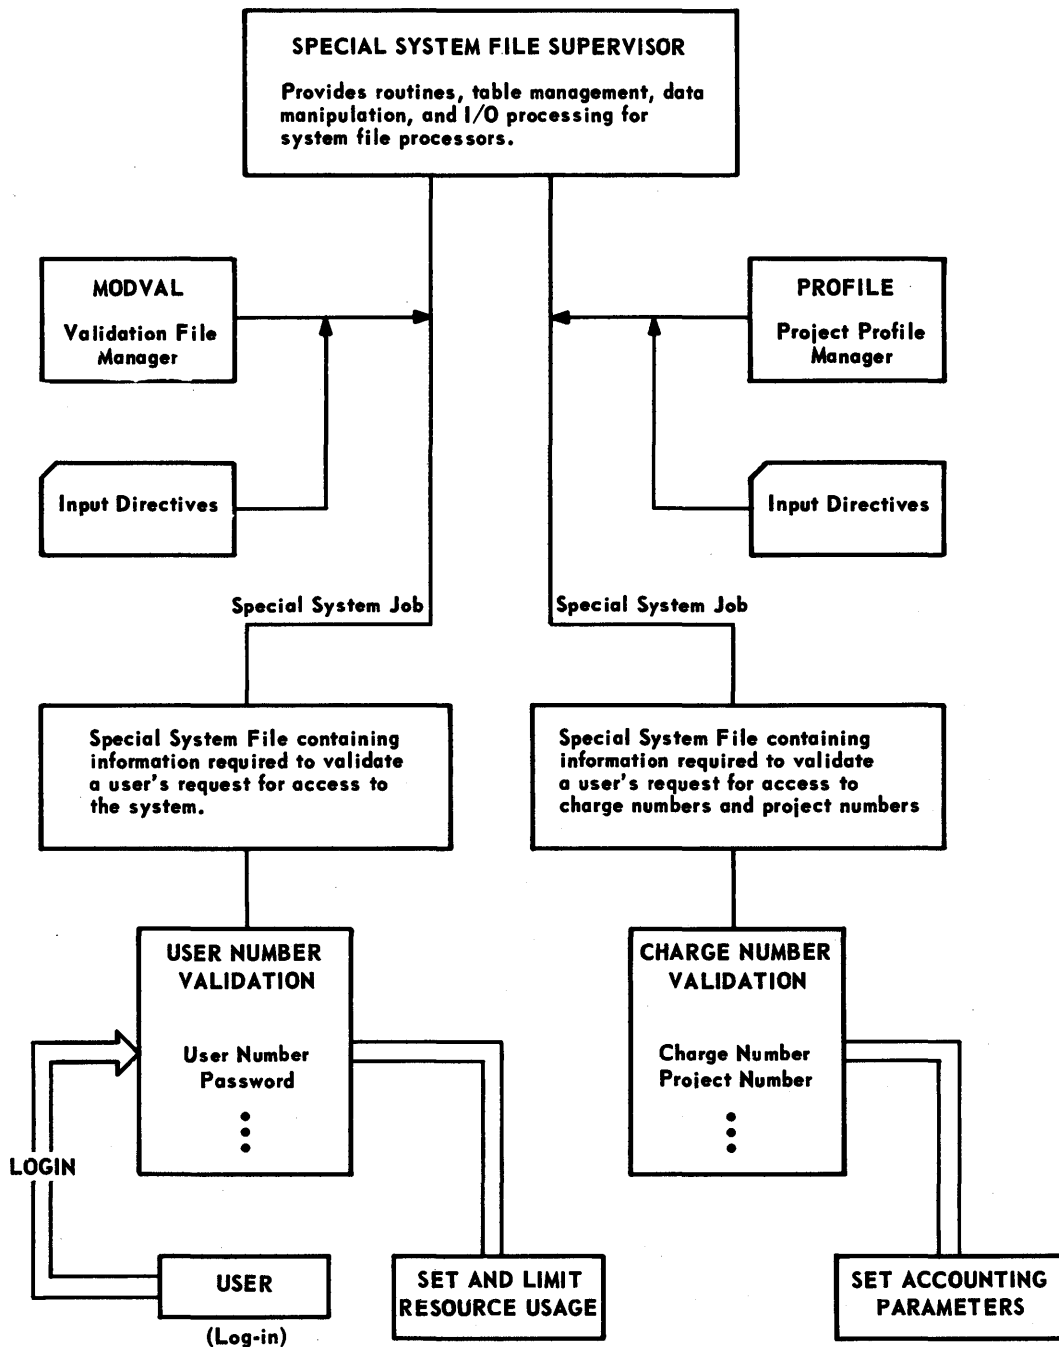 SPECIAL SYSTEM FILE SUPERVISOR
Provides routines, table management, data
manipulation, and I/O processing for
system file processors.
MODVAL
Validation File
Manager
PROFILE
Project Profile
Manager
Input Directives
Input Directives
Special System Job
Special System Job
Special System File containing
information required to validate
a user's request for access to
the system.
Special System File containing
information required to validate
a user's request for access to
charge numbers and project numbers
USER NUMBER
VALIDATION
User Number
Password
CHARGE NUMBER
VALIDATION
Charge Number
Project Number
LOGIN
USER
(Log-in)
SET AND LIMIT
RESOURCE USAGE
SET ACCOUNTING
PARAMETERS